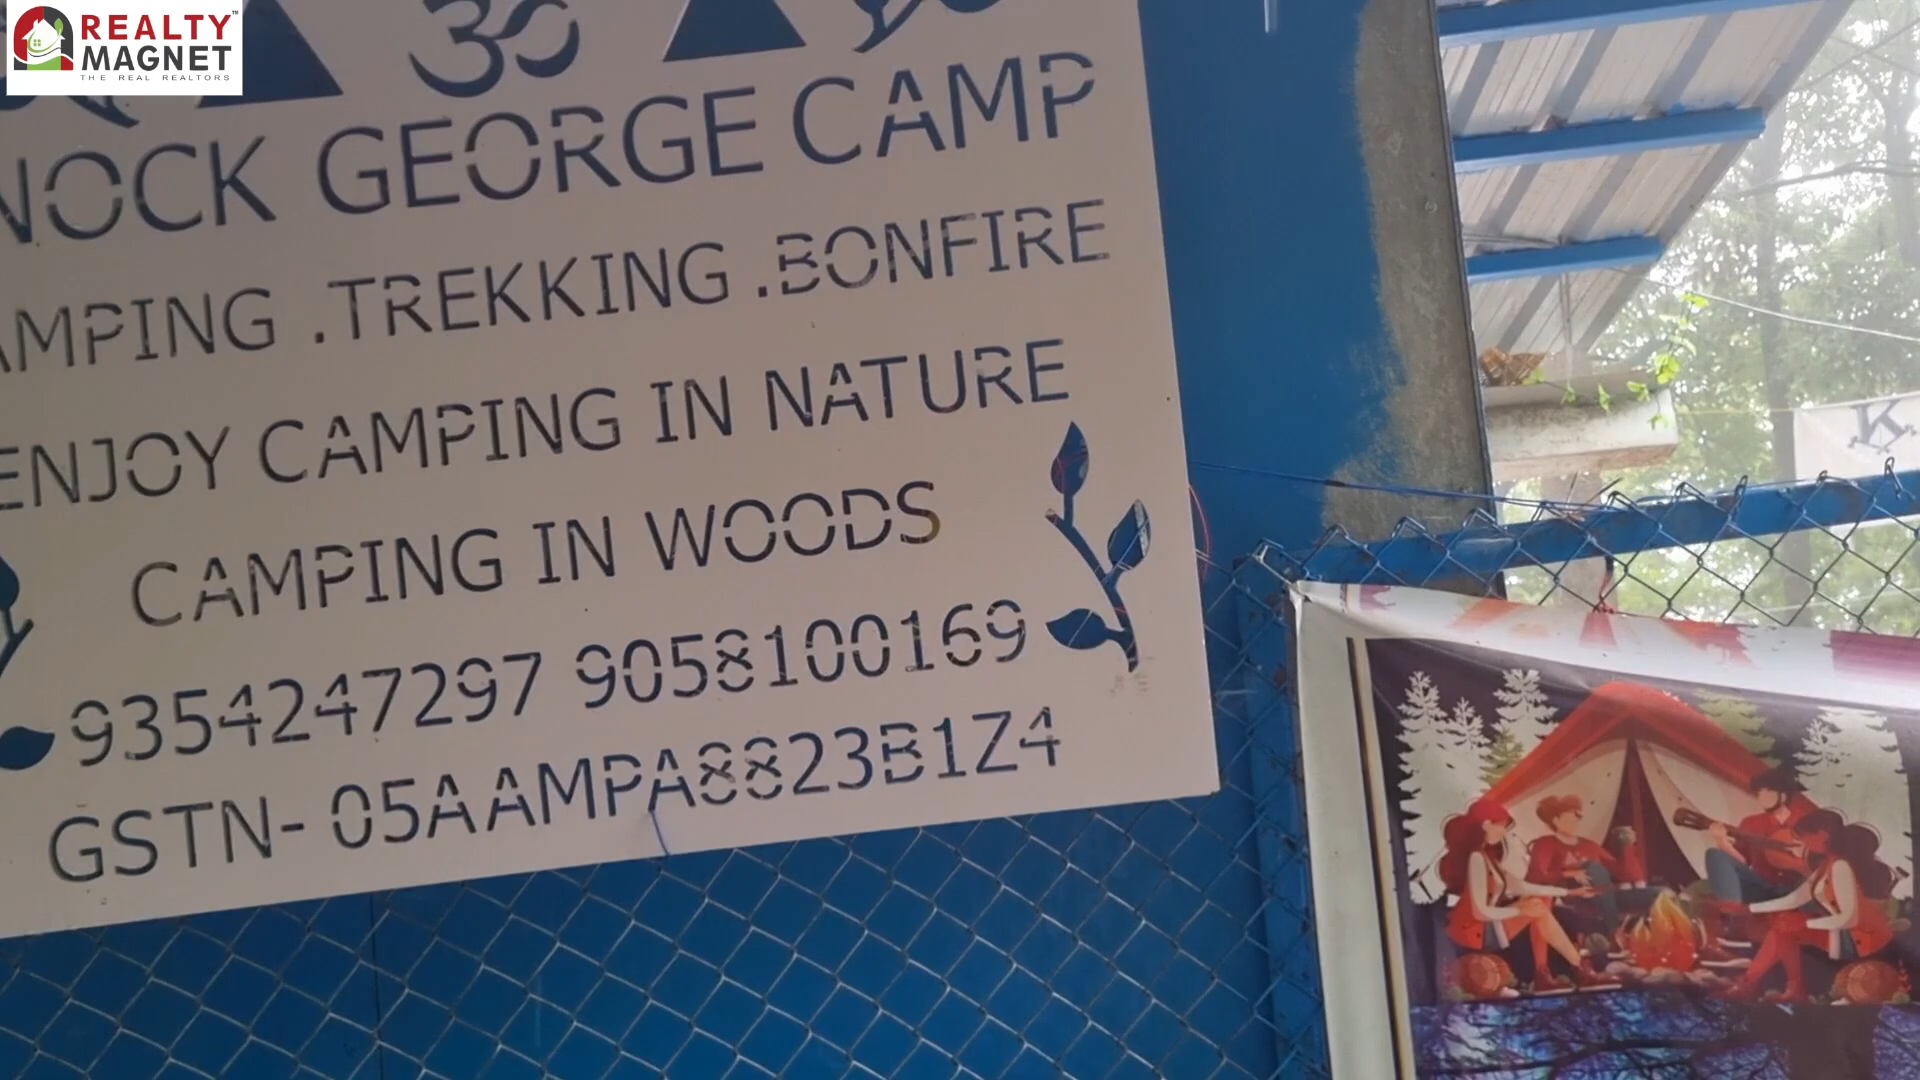 REALTY
MAGNET
THE REAL REALTORS
ॐ
NOCK GEORGE CAMP
AMPING .TREKKING .BONFIRE
ENJOY CAMPING IN NATURE
CAMPING IN WOODS
9354247297 9058100169
GSTN- 05AAMPA8823B1Z4
K